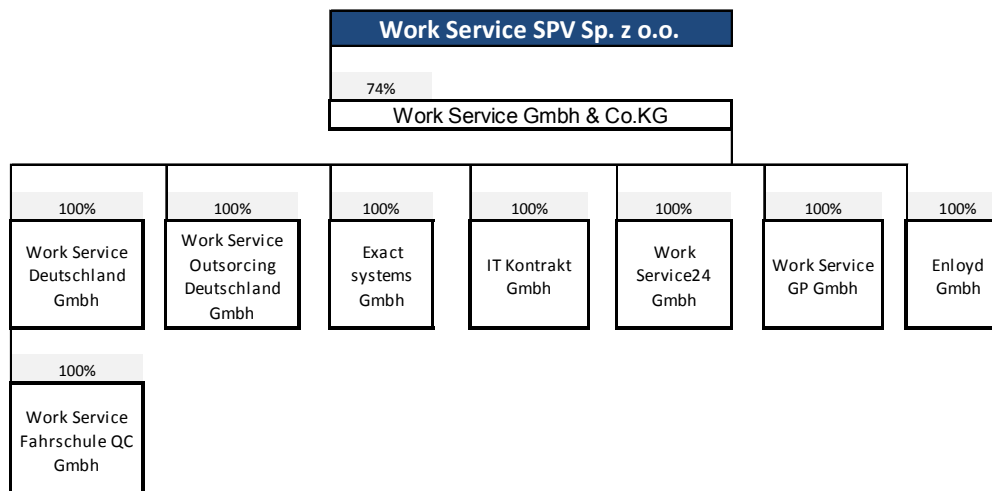 Work Service SPV Sp. z o.o.
74%
Work Service Gmbh & Co.KG
100%
100%
100%
100%
100%
100%
100%
Work Service
Deutschland
Gmbh
Work Service
Outsorcing
Deutschland
Gmbh
Exact
systems
Gmbh
IT Kontrakt
Gmbh
Work
Service24
Gmbh
Work Service
GP Gmbh
Enloyd
Gmbh
100%
Work Service
Fahrschule QC
Gmbh